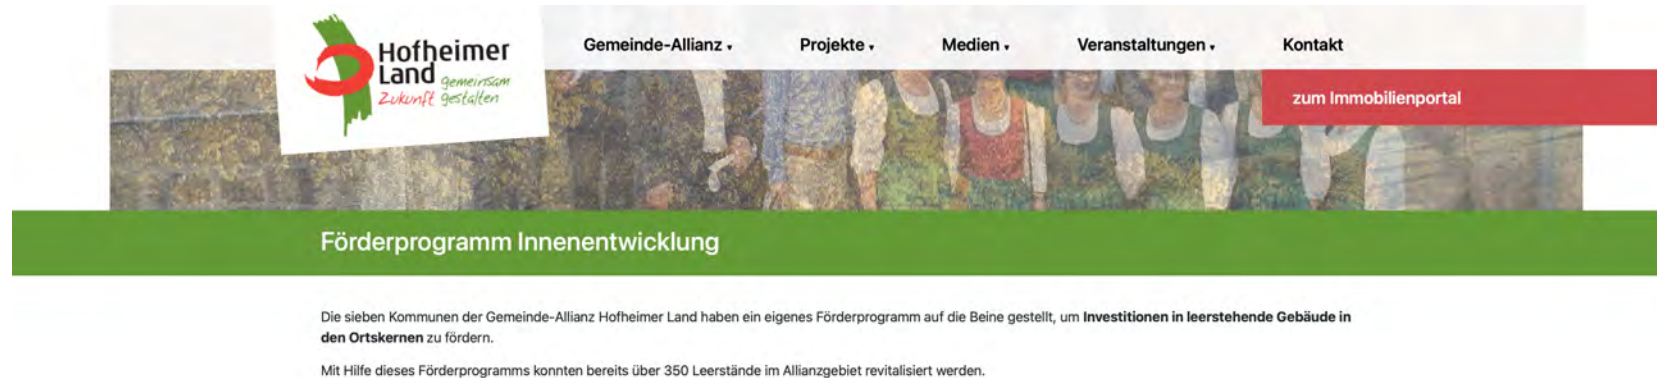 Hofheimer
Land
gemeinsam
Zukunft gestalten
Gemeinde-Allianz ▾
Projekte ▾
Medien ▾
Veranstaltungen ▾
Kontakt
zum Immobilienportal
Förderprogramm Innenentwicklung
Die sieben Kommunen der Gemeinde-Allianz Hofheimer Land haben ein eigenes Förderprogramm auf die Beine gestellt, um Investitionen in leerstehende Gebäude in
den Ortskernen zu fördern.
Mit Hilfe dieses Förderprogramms konnten bereits über 350 Leerstände im Allianzgebiet revitalisiert werden.